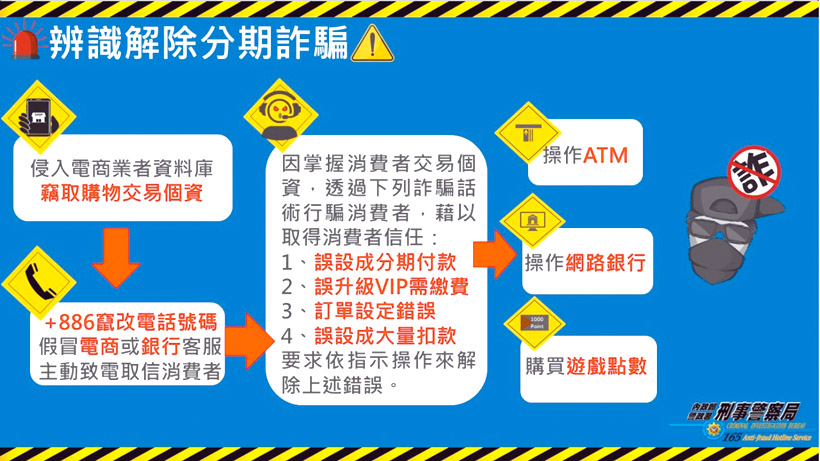 辨識解除分期詐騙
侵入電商業者資料庫
竊取購物交易個資
+886竄改電話號碼
假冒電商或銀行客服
主動致電取信消費者
因掌握消費者交易個
資，透過下列詐騙話
術行騙消費者，藉以
取得消費者信任：
1、誤設成分期付款
2、誤升級VIP需繳費
3、訂單設定錯誤
4、誤設成大量扣款
要求依指示操作來解
除上述錯誤。
操作ATM
操作網路銀行
1000
Point
購買遊戲點數
詐
內政部
警政署
刑事警察局
CRIMINAL INVESTIGATION BUREAU
165 Anti-fraud Hotline Service